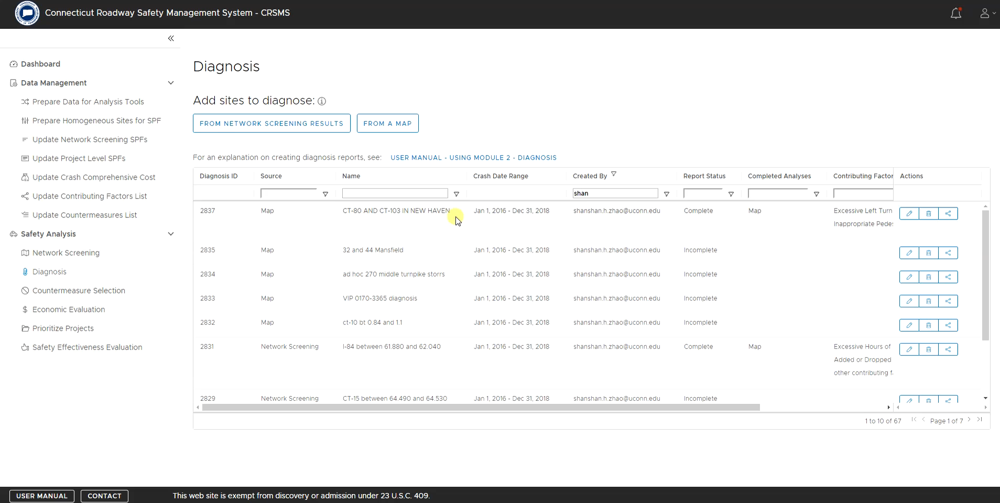 Connecticut Roadway Safety Management System - CRSMS
Dashboard
Data Management
Prepare Data for Analysis Tools
Prepare Homogeneous Sites for SPF
Update Network Screening SPFs
Update Project Level SPFs
Update Crash Comprehensive Cost
Update Contributing Factors List
Update Countermeasures List
Safety Analysis
Network Screening
Diagnosis
Countermeasure Selection
Economic Evaluation
Prioritize Projects
Safety Effectiveness Evaluation
Diagnosis
Add sites to diagnose:
FROM NETWORK SCREENING RESULTS FROM A MAP
For an explanation on creating diagnosis reports, see: USER MANUAL - USING MODULE 2 - DIAGNOSIS
Diagnosis ID Source Name Crash Date Range Created By Report Status Completed Analyses Contributing Factor Actions
shan
2837 Map CT-80 AND CT-103 IN NEW HAVEN Jan 1, 2016 - Dec 31, 2018 shanshan.h.zhao@uconn.edu Complete Map Excessive Left Turn
Inappropriate Pede
2835 Map 32 and 44 Mansfield Jan 1, 2016 - Dec 31, 2018 shanshan.h.zhao@uconn.edu Incomplete
2834 Map ad hoc 270 middle turnpike storrs Jan 1, 2016 - Dec 31, 2018 shanshan.h.zhao@uconn.edu Incomplete
2833 Map VIP 0170-3365 diagnosis Jan 1, 2016 - Dec 31, 2018 shanshan.h.zhao@uconn.edu Incomplete
2832 Map ct-10 bt 0.84 and 1.1 Jan 1, 2016 - Dec 31, 2018 shanshan.h.zhao@uconn.edu Incomplete
2831 Network Screening I-84 between 61.880 and 62.040 Jan 1, 2016 - Dec 31, 2018 shanshan.h.zhao@uconn.edu Complete Map Excessive Hours of
Added or Dropped
other contributing f
2829 Network Screening CT-15 between 64.490 and 64.530 Jan 1, 2016 - Dec 31, 2018 shanshan.h.zhao@uconn.edu Incomplete
1 to 10 of 67 Page 1 of 7
USER MANUAL CONTACT This web site is exempt from discovery or admission under 23 U.S.C. 409.